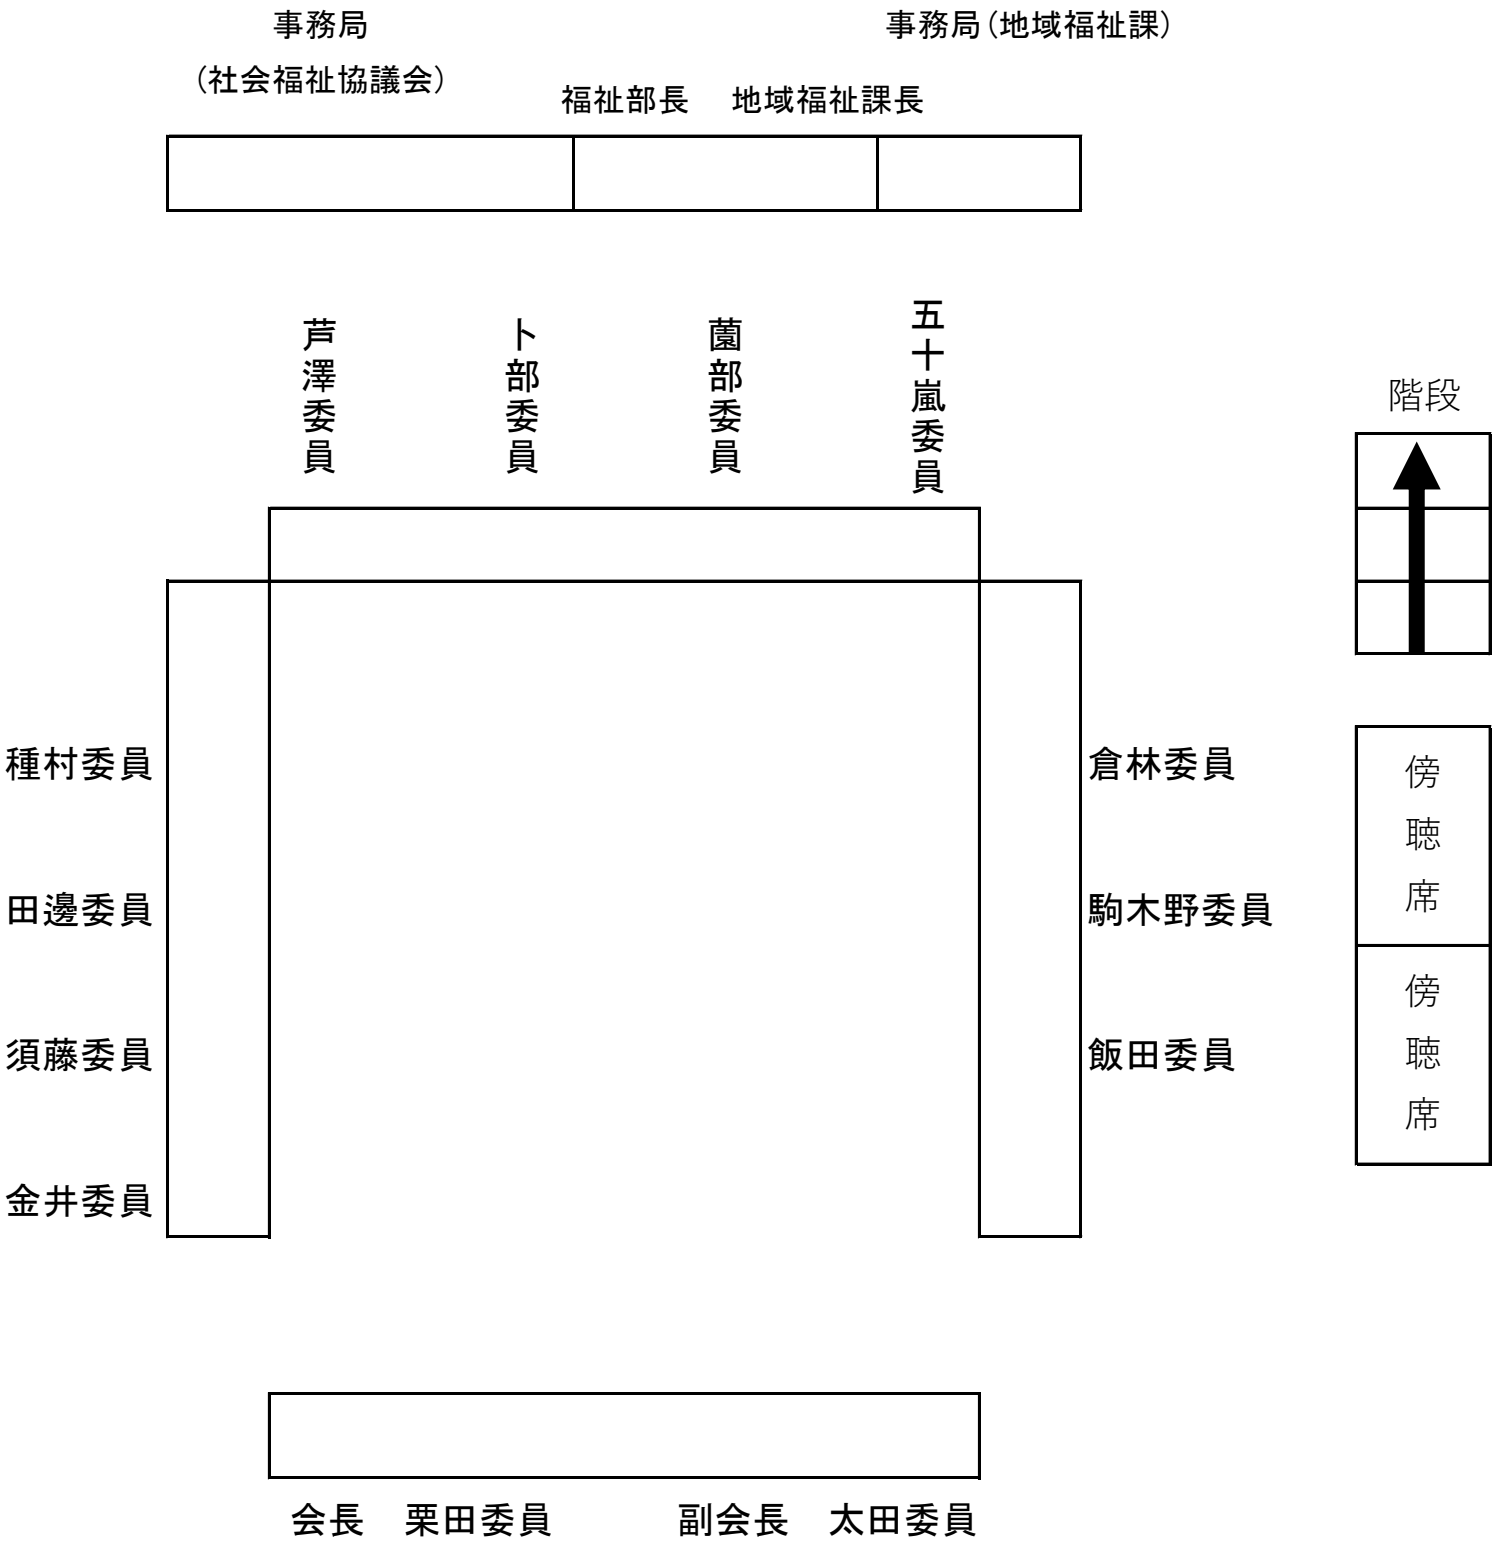 事務局
(社会福祉協議会)
事務局(地域福祉課)
福祉部長 地域福祉課長
芦澤委員
卜部委員
薗部委員
五十嵐委員
階段
種村委員
田邊委員
須藤委員
金井委員
倉林委員
駒木野委員
飯田委員
傍聴席
傍聴席
会長 栗田委員
副会長 太田委員